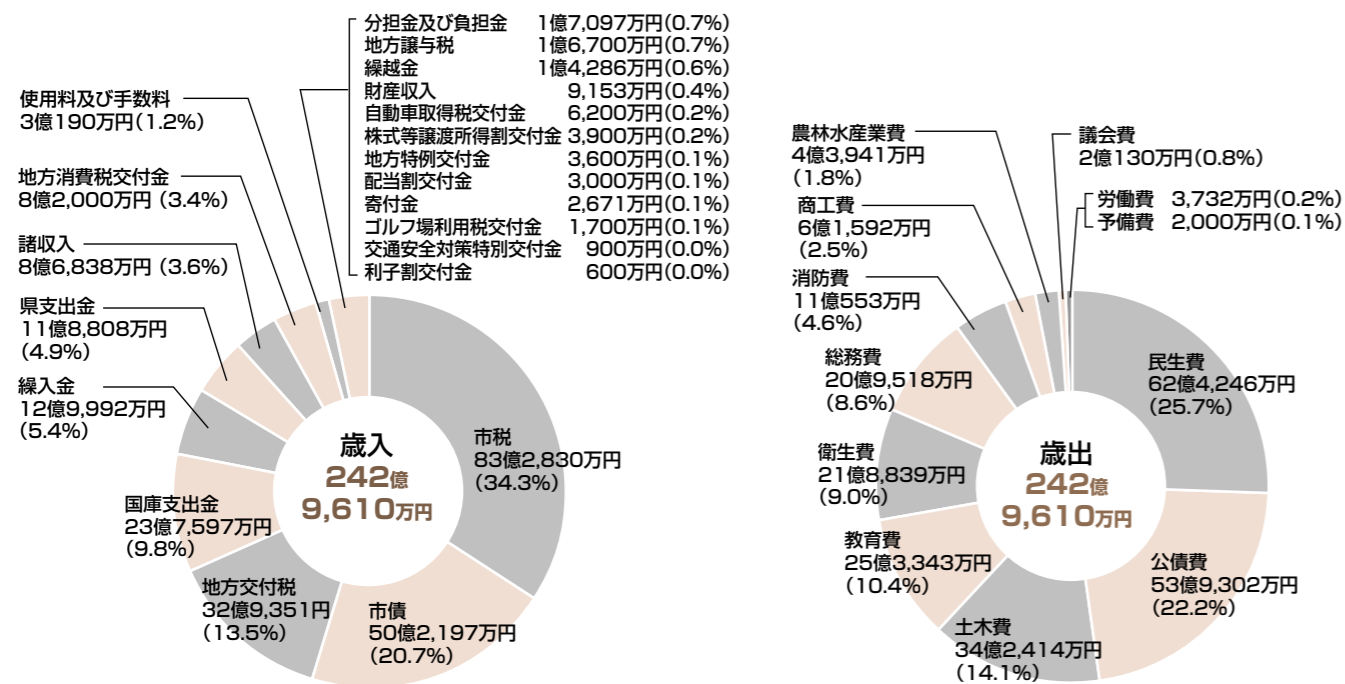 分担金及び負担金 1億7,097万円(0.7%)
地方譲与税 1億6,700万円(0.7%)
繰越金 1億4,286万円(0.6%)
財産収入 9,153万円(0.4%)
自動車取得税交付金 6,200万円(0.2%)
株式等譲渡所得割交付金 3,900万円(0.2%)
地方特例交付金 3,600万円(0.1%)
配当割交付金 3,000万円(0.1%)
寄付金 2,671万円(0.1%)
ゴルフ場利用税交付金 1,700万円(0.1%)
交通安全対策特別交付金 900万円(0.0%)
利子割交付金 600万円(0.0%)
使用料及び手数料
3億190万円(1.2%)
地方消費税交付金
8億2,000万円 (3.4%)
諸収入
8億6,838万円 (3.6%)
県支出金
11億8,808万円
(4.9%)
繰入金
12億9,992万円
(5.4%)
国庫支出金
23億7,597万円
(9.8%)
地方交付税
32億9,351円
(13.5%)
市債
50億2,197万円
(20.7%)
市税
83億2,830万円
(34.3%)
歳入
242億
9,610万円
農林水産業費
4億3,941万円
(1.8%)
商工費
6億1,592万円
(2.5%)
消防費
11億553万円
(4.6%)
総務費
20億9,518万円
(8.6%)
衛生費
21億8,839万円
(9.0%)
教育費
25億3,343万円
(10.4%)
土木費
34億2,414万円
(14.1%)
公債費
53億9,302万円
(22.2%)
民生費
62億4,246万円
(25.7%)
議会費
2億130万円(0.8%)
労働費 3,732万円(0.2%)
予備費 2,000万円(0.1%)
歳出
242億
9,610万円